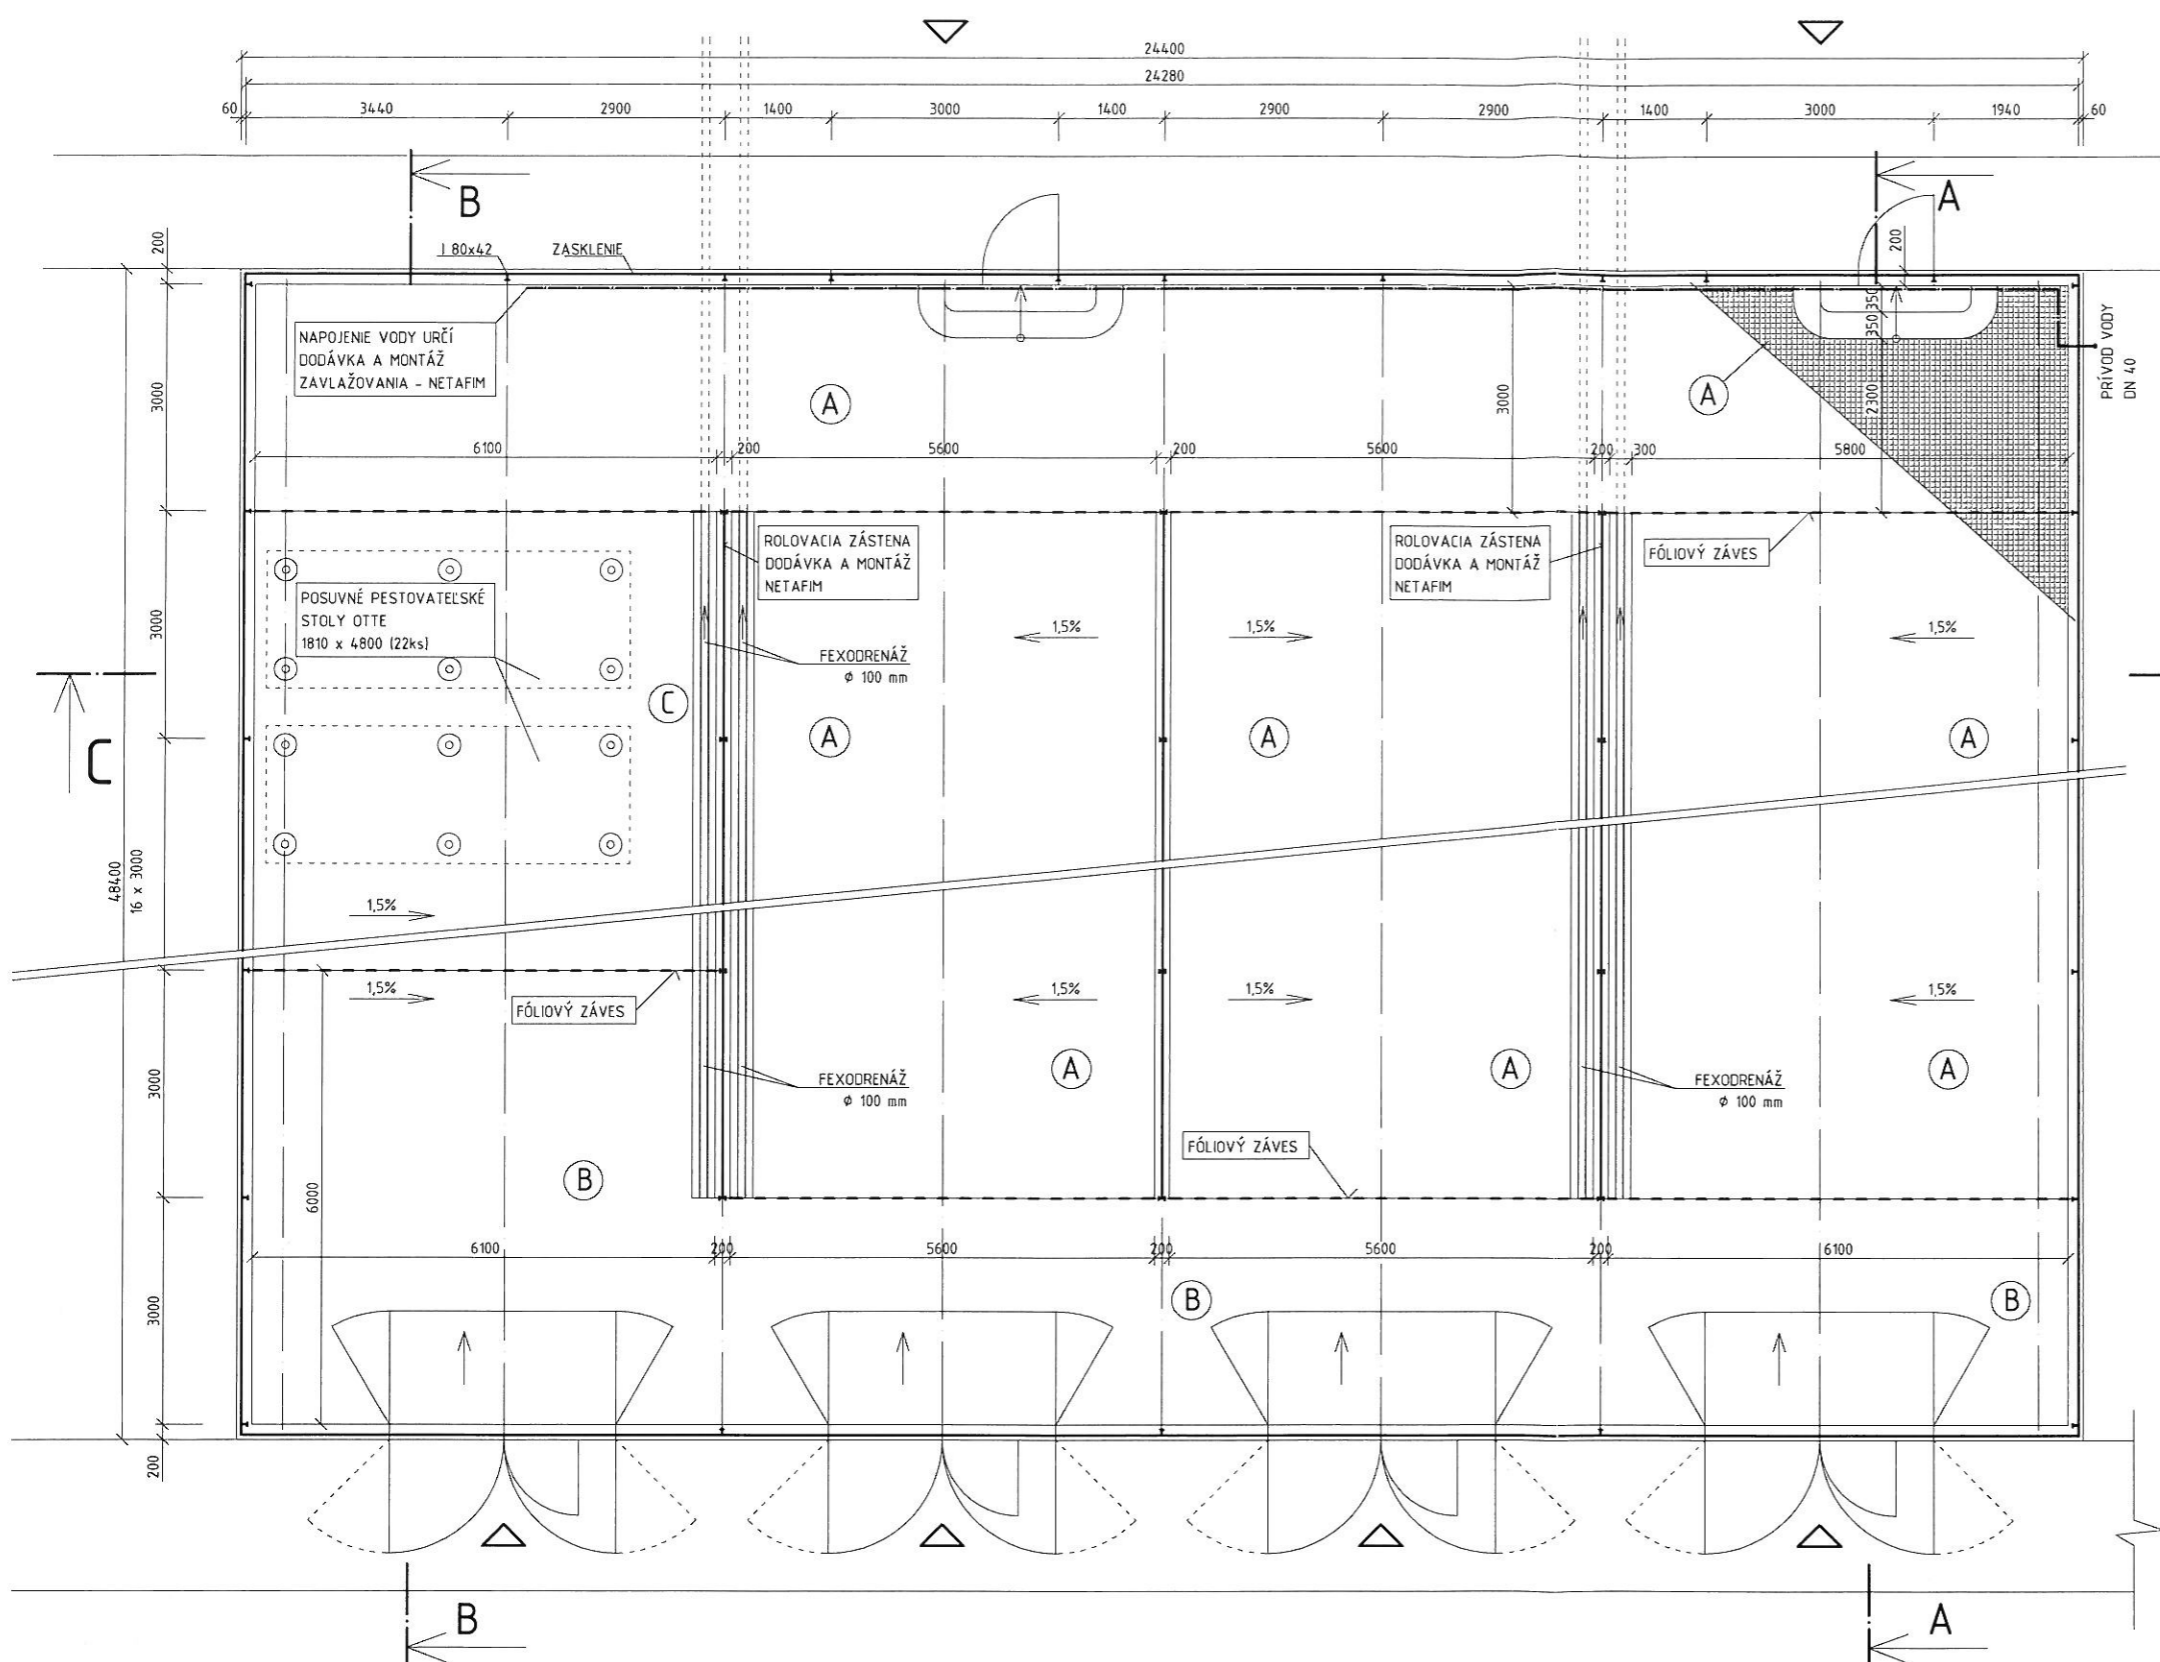 24400
24280
60 3440 2900 1400 3000 1400 2900 2900 1400 3000 1940 60
B
A
200
I 80x42
ZASKLENIE
200
NAPOJENIE VODY URČÍ
DODÁVKA A MONTÁŽ
ZAVLAŽOVANIA - NETAFIM
350
350
2300
PRÍVOD VODY
DN 40
3000
A
3000
A
6100 200 5600 200 5600 200 300 5800
ROLOVACIA ZÁSTENA
DODÁVKA A MONTÁŽ
NETAFIM
ROLOVACIA ZÁSTENA
DODÁVKA A MONTÁŽ
NETAFIM
FÓLIOVÝ ZÁVES
POSUVNÉ PESTOVATEĽSKÉ
STOLY OTTE
1810 x 4800 (22ks)
3000
1,5%
1,5%
1,5%
FEXODRENÁŽ
ϕ 100 mm
C
C
A
A
A
48400
16 x 3000
1,5%
1,5%
FÓLIOVÝ ZÁVES
1,5%
1,5%
1,5%
3000
FEXODRENÁŽ
ϕ 100 mm
A
A
FEXODRENÁŽ
ϕ 100 mm
A
FÓLIOVÝ ZÁVES
B
6000
6100 200 5600 200 5600 200 6100
3000
B
B
200
B
A